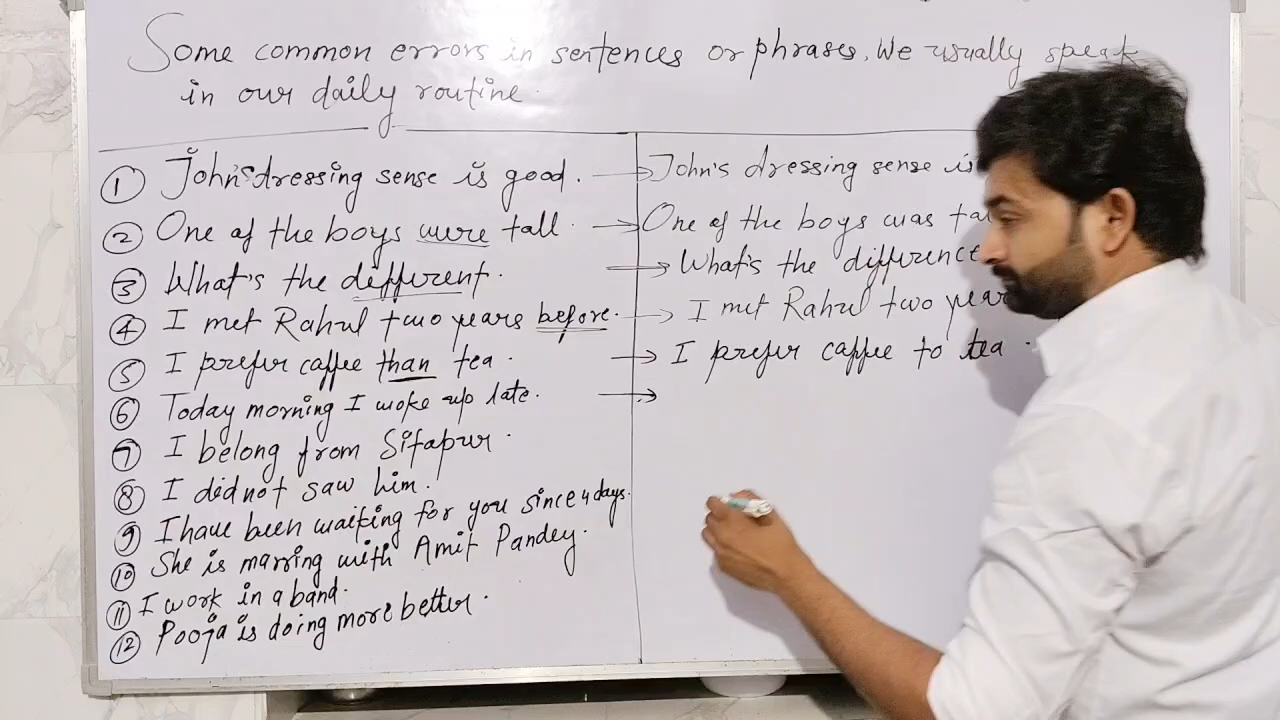 Some common errors in sentences or phrases, We usually speak
in our daily routine.
1 John's dressing sense is good. → John's dressing sense is
2 One of the boys were tall. → One of the boys was
3 What's the different. → What's the difference
4 I met Rahul two years before. → I met Rahul two years
5 I prefer caffee than tea. → I prefer caffee to tea.
6 Today morning I woke up late. →
7 I belong from Sitapur.
8 I did not saw him.
9 I have been waiting for you since 4 days.
10 She is marring with Amit Pandey.
11 I work in a band.
12 Pooja is doing more better.